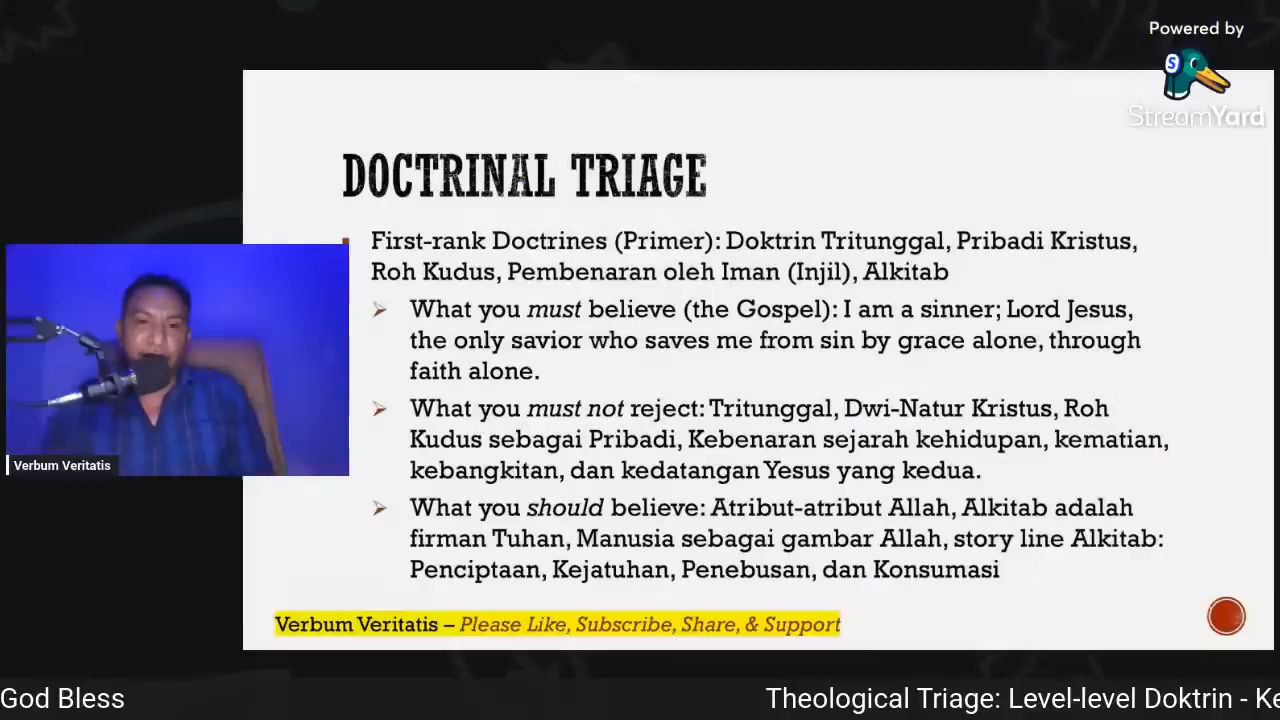 Powered by
StreamYard
DOCTRINAL TRIAGE
First-rank Doctrines (Primer): Doktrin Tritunggal, Pribadi Kristus,
Roh Kudus, Pembenaran oleh Iman (Injil), Alkitab
What you must believe (the Gospel): I am a sinner; Lord Jesus,
the only savior who saves me from sin by grace alone, through
faith alone.
What you must not reject: Tritunggal, Dwi-Natur Kristus, Roh
Kudus sebagai Pribadi, Kebenaran sejarah kehidupan, kematian,
kebangkitan, dan kedatangan Yesus yang kedua.
What you should believe: Atribut-atribut Allah, Alkitab adalah
firman Tuhan, Manusia sebagai gambar Allah, story line Alkitab:
Penciptaan, Kejatuhan, Penebusan, dan Konsumasi
Verbum Veritatis
Verbum Veritatis – Please Like, Subscribe, Share, & Support
God Bless
Theological Triage: Level-level Doktrin - Ke